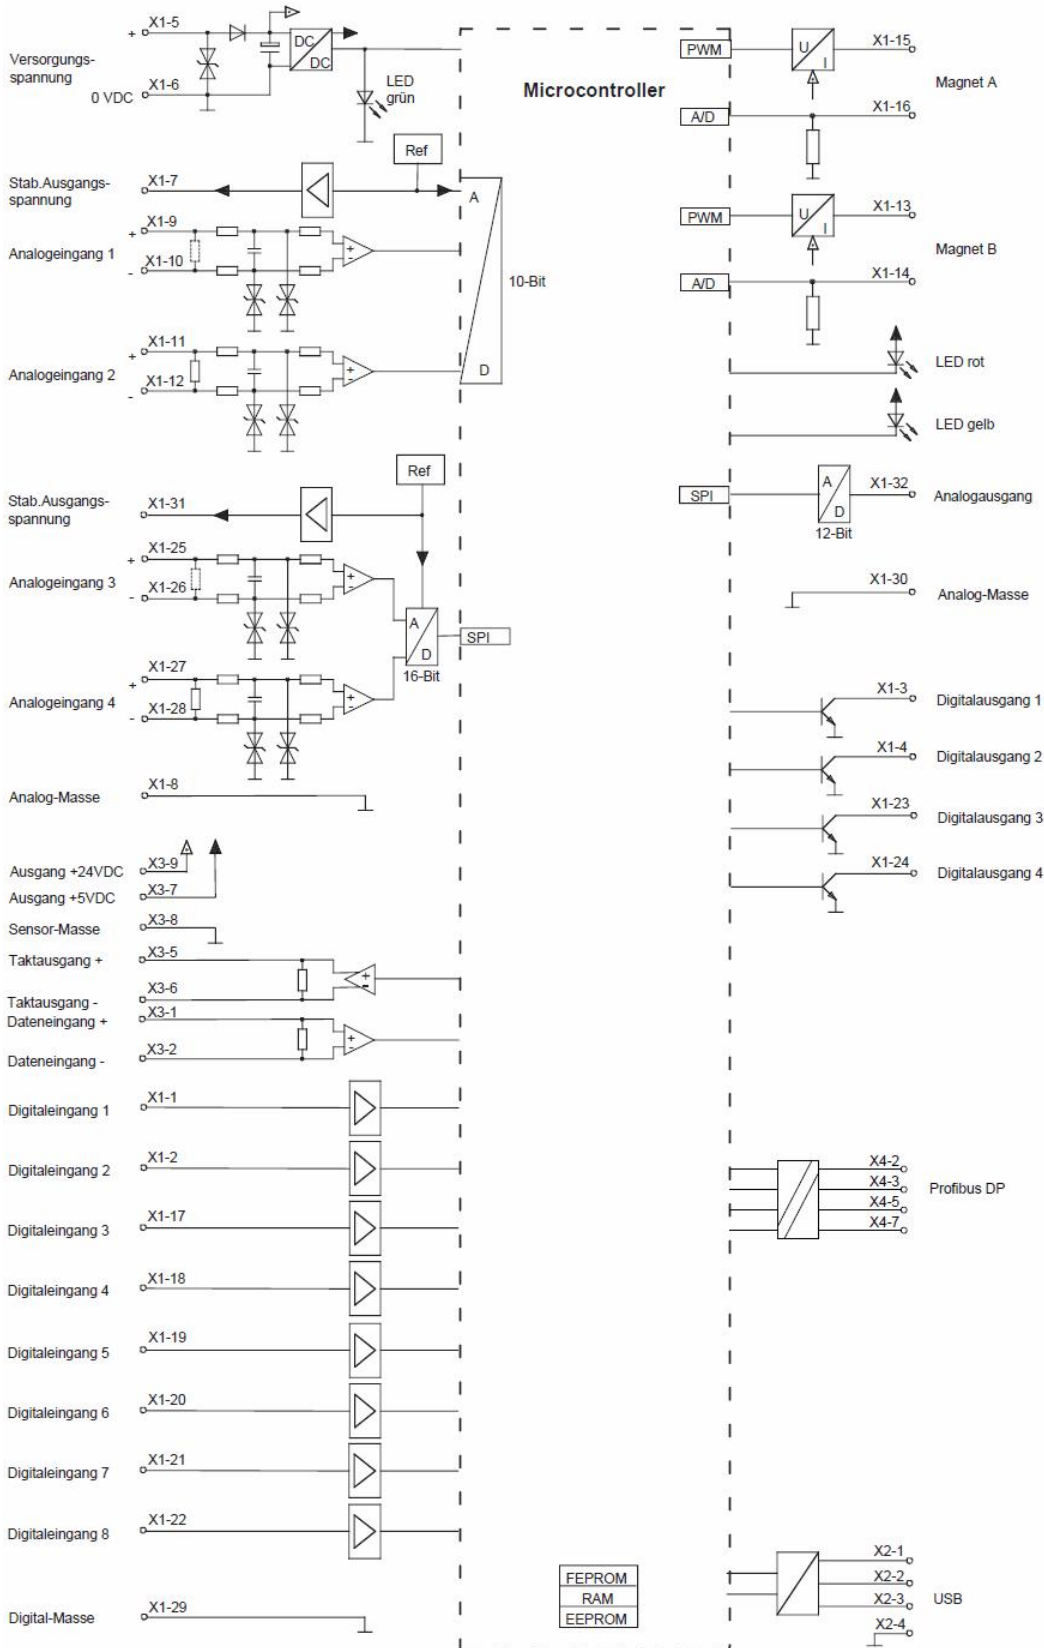 X1-5
+
Versorgungs-
spannung
DC
DC
X1-6
0 VDC
LED
grün
Microcontroller
Ref
Stab.Ausgangs-
spannung
X1-7
A
X1-9
+
Analogeingang 1
X1-10
-
10-Bit
X1-11
+
Analogeingang 2
X1-12
-
D
+
-
+
-
Ref
Stab.Ausgangs-
spannung
X1-31
X1-25
+
Analogeingang 3
X1-26
-
+
-
A
D
16-Bit
SPI
X1-27
+
Analogeingang 4
X1-28
-
+
-
X1-8
Analog-Masse
X3-9
Ausgang +24VDC
X3-7
Ausgang +5VDC
X3-8
Sensor-Masse
X3-5
Taktausgang +
+
-
X3-6
Taktausgang -
X3-1
Dateneingang +
+
-
X3-2
Dateneingang -
X1-1
Digitaleingang 1
X1-2
Digitaleingang 2
X1-17
Digitaleingang 3
X1-18
Digitaleingang 4
X1-19
Digitaleingang 5
X1-20
Digitaleingang 6
X1-21
Digitaleingang 7
X1-22
Digitaleingang 8
X1-29
Digital-Masse
FEPROM
RAM
EEPROM
PWM
U
I
X1-15
Magnet A
A/D
X1-16
PWM
U
I
X1-13
Magnet B
A/D
X1-14
LED rot
LED gelb
SPI
A
D
12-Bit
X1-32
Analogausgang
X1-30
Analog-Masse
X1-3
Digitalausgang 1
X1-4
Digitalausgang 2
X1-23
Digitalausgang 3
X1-24
Digitalausgang 4
X4-2
X4-3
Profibus DP
X4-5
X4-7
X2-1
X2-2
X2-3
USB
X2-4